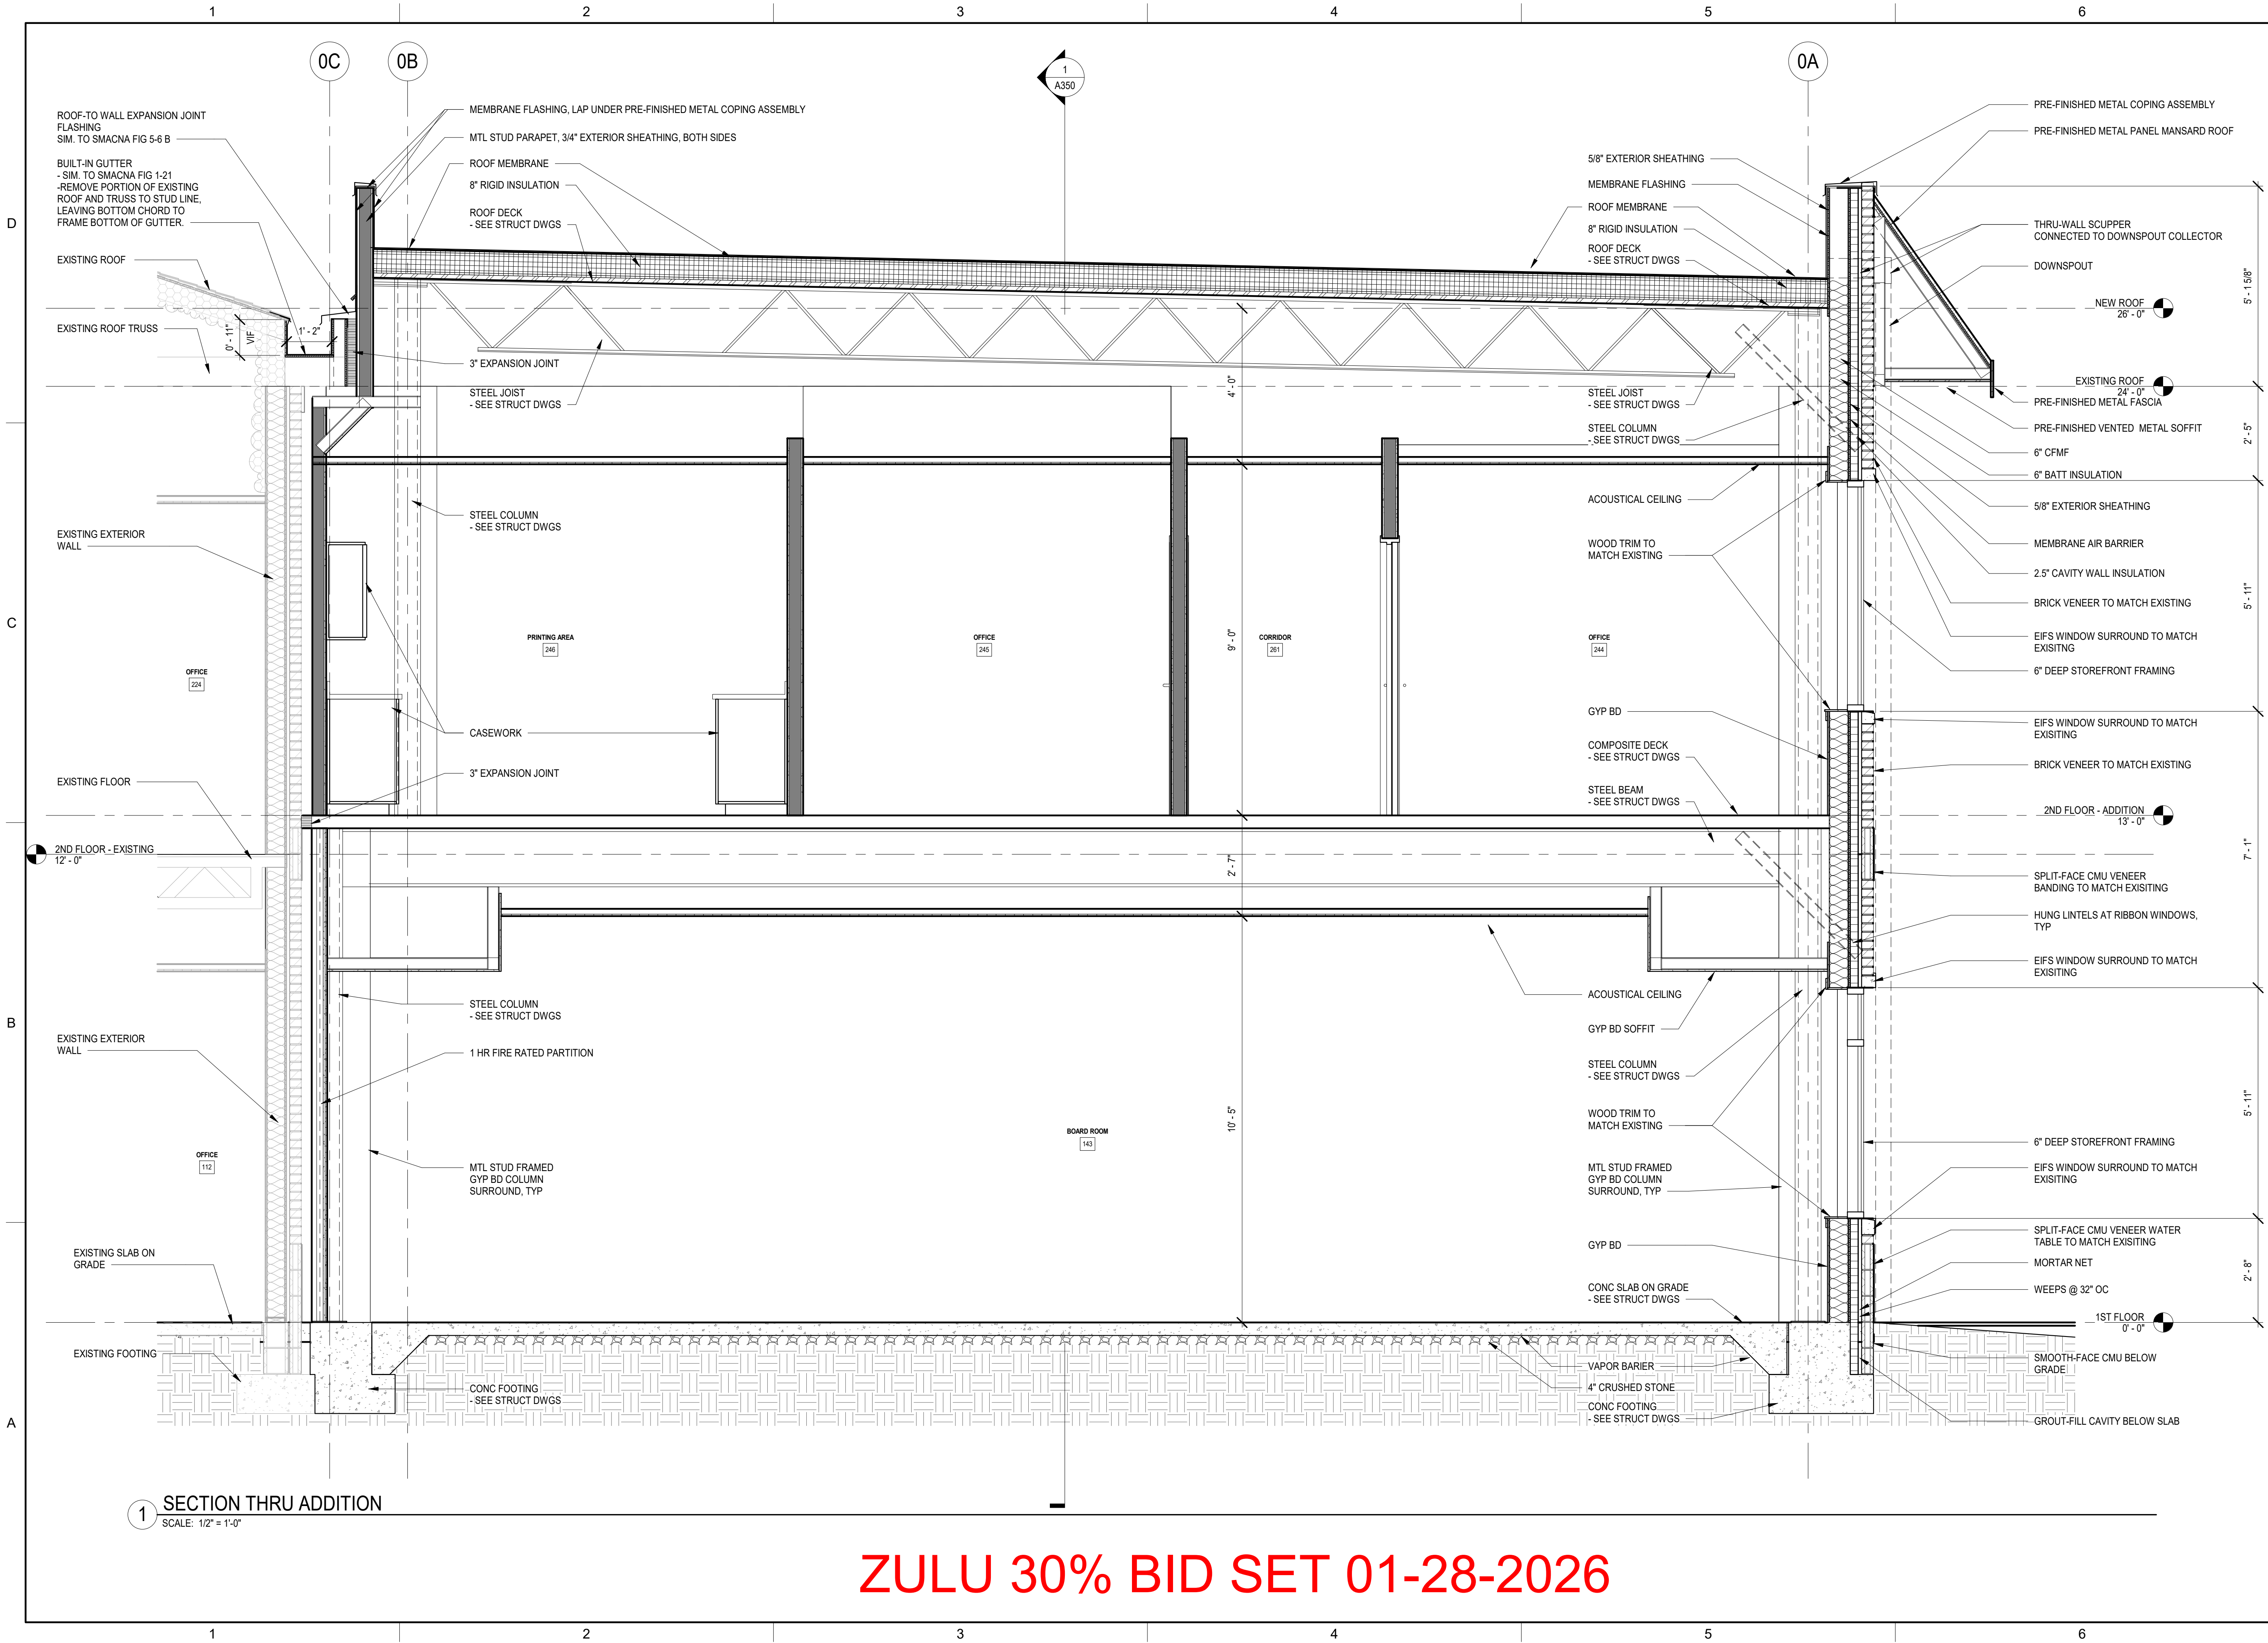 1
2
3
4
5
6
0C
0B
1
A350
0A
ROOF-TO WALL EXPANSION JOINT
FLASHING
SIM. TO SMACNA FIG 5-6 B
BUILT-IN GUTTER
- SIM. TO SMACNA FIG 1-21
-REMOVE PORTION OF EXISTING
ROOF AND TRUSS TO STUD LINE,
LEAVING BOTTOM CHORD TO
FRAME BOTTOM OF GUTTER.
EXISTING ROOF
EXISTING ROOF TRUSS
0' - 11"
VIF
1' - 2"
EXISTING EXTERIOR
WALL
OFFICE
224
EXISTING FLOOR
2ND FLOOR - EXISTING
12' - 0"
EXISTING EXTERIOR
WALL
OFFICE
112
EXISTING SLAB ON
GRADE
EXISTING FOOTING
MEMBRANE FLASHING, LAP UNDER PRE-FINISHED METAL COPING ASSEMBLY
MTL STUD PARAPET, 3/4" EXTERIOR SHEATHING, BOTH SIDES
ROOF MEMBRANE
8" RIGID INSULATION
ROOF DECK
- SEE STRUCT DWGS
3" EXPANSION JOINT
STEEL JOIST
- SEE STRUCT DWGS
STEEL COLUMN
- SEE STRUCT DWGS
PRINTING AREA
246
CASEWORK
3" EXPANSION JOINT
STEEL COLUMN
- SEE STRUCT DWGS
1 HR FIRE RATED PARTITION
MTL STUD FRAMED
GYP BD COLUMN
SURROUND, TYP
CONC FOOTING
- SEE STRUCT DWGS
OFFICE
245
CORRIDOR
261
OFFICE
244
BOARD ROOM
143
4' - 0"
9' - 0"
2' - 7"
10' - 5"
5/8" EXTERIOR SHEATHING
MEMBRANE FLASHING
ROOF MEMBRANE
8" RIGID INSULATION
ROOF DECK
- SEE STRUCT DWGS
STEEL JOIST
- SEE STRUCT DWGS
STEEL COLUMN
- SEE STRUCT DWGS
ACOUSTICAL CEILING
WOOD TRIM TO
MATCH EXISTING
GYP BD
COMPOSITE DECK
- SEE STRUCT DWGS
STEEL BEAM
- SEE STRUCT DWGS
ACOUSTICAL CEILING
GYP BD SOFFIT
STEEL COLUMN
- SEE STRUCT DWGS
WOOD TRIM TO
MATCH EXISTING
MTL STUD FRAMED
GYP BD COLUMN
SURROUND, TYP
GYP BD
CONC SLAB ON GRADE
- SEE STRUCT DWGS
VAPOR BARIER
4" CRUSHED STONE
CONC FOOTING
- SEE STRUCT DWGS
PRE-FINISHED METAL COPING ASSEMBLY
PRE-FINISHED METAL PANEL MANSARD ROOF
THRU-WALL SCUPPER
CONNECTED TO DOWNSPOUT COLLECTOR
DOWNSPOUT
NEW ROOF
26' - 0"
EXISTING ROOF
24' - 0"
PRE-FINISHED METAL FASCIA
PRE-FINISHED VENTED METAL SOFFIT
6" CFMF
6" BATT INSULATION
5/8" EXTERIOR SHEATHING
MEMBRANE AIR BARRIER
2.5" CAVITY WALL INSULATION
BRICK VENEER TO MATCH EXISTING
EIFS WINDOW SURROUND TO MATCH
EXISITNG
6" DEEP STOREFRONT FRAMING
EIFS WINDOW SURROUND TO MATCH
EXISITING
BRICK VENEER TO MATCH EXISTING
2ND FLOOR - ADDITION
13' - 0"
SPLIT-FACE CMU VENEER
BANDING TO MATCH EXISITING
HUNG LINTELS AT RIBBON WINDOWS,
TYP
EIFS WINDOW SURROUND TO MATCH
EXISITING
6" DEEP STOREFRONT FRAMING
EIFS WINDOW SURROUND TO MATCH
EXISITING
SPLIT-FACE CMU VENEER WATER
TABLE TO MATCH EXISITING
MORTAR NET
WEEPS @ 32" OC
1ST FLOOR
0' - 0"
SMOOTH-FACE CMU BELOW
GRADE
GROUT-FILL CAVITY BELOW SLAB
5' - 1 5/8"
2' - 5"
5' - 11"
7' - 1"
5' - 11"
2' - 8"
D
C
B
A
1
SECTION THRU ADDITION
SCALE: 1/2" = 1'-0"
ZULU 30% BID SET 01-28-2026
1
2
3
4
5
6